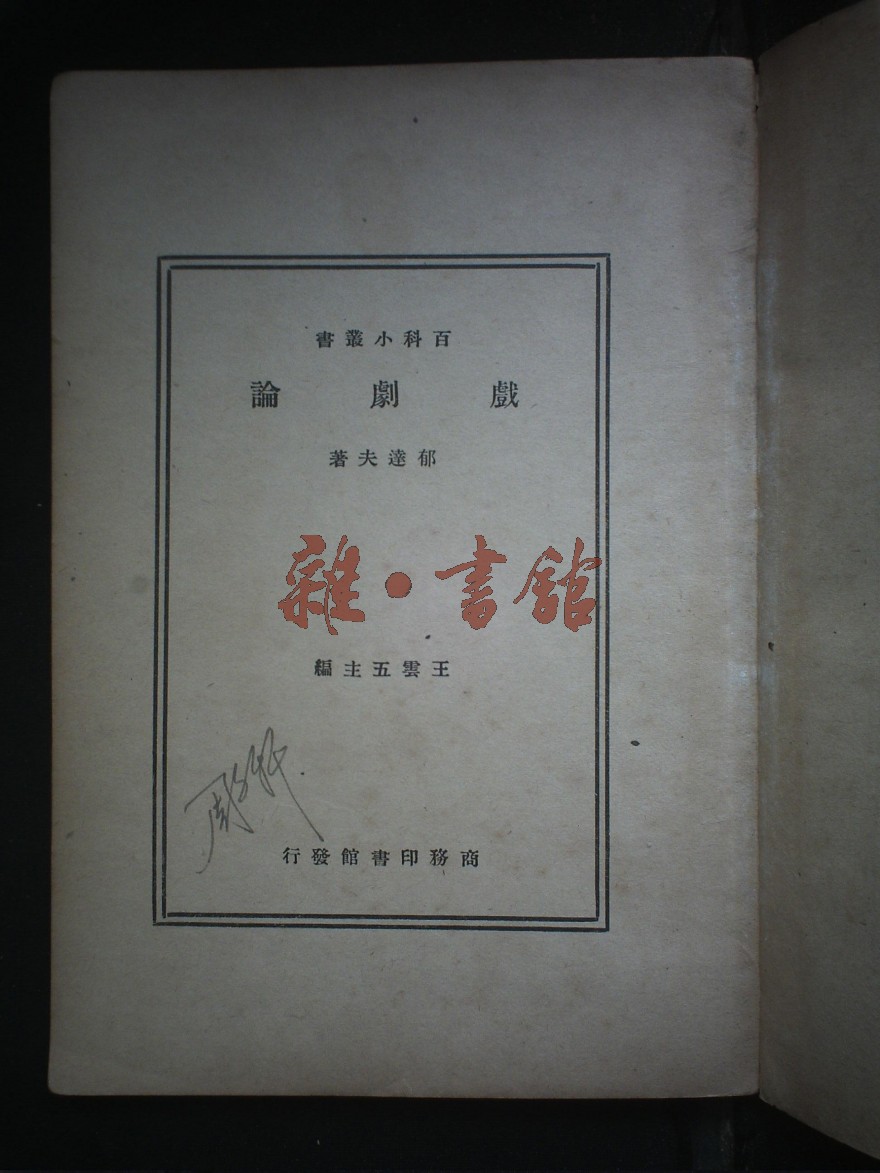 百科小叢書
戲劇論
郁達夫著
雜·書館
王雲五主編
商務印書館發行